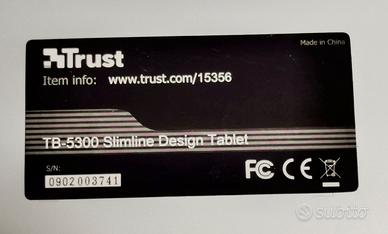 Trust
Made in China
Item info: www.trust.com/15356
TB-5300 Slimline Design Tablet
S/N:
0902003741
FC CE
subito